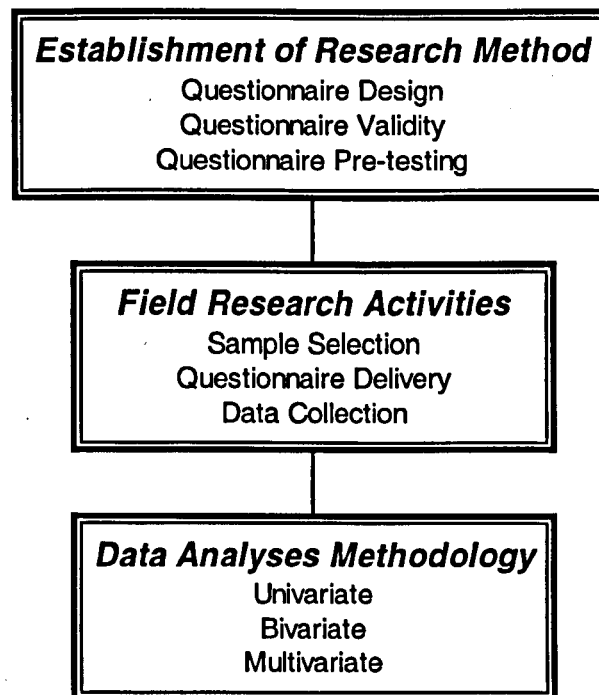 Establishment of Research Method
Questionnaire Design
Questionnaire Validity
Questionnaire Pre-testing
Field Research Activities
Sample Selection
Questionnaire Delivery
Data Collection
Data Analyses Methodology
Univariate
Bivariate
Multivariate